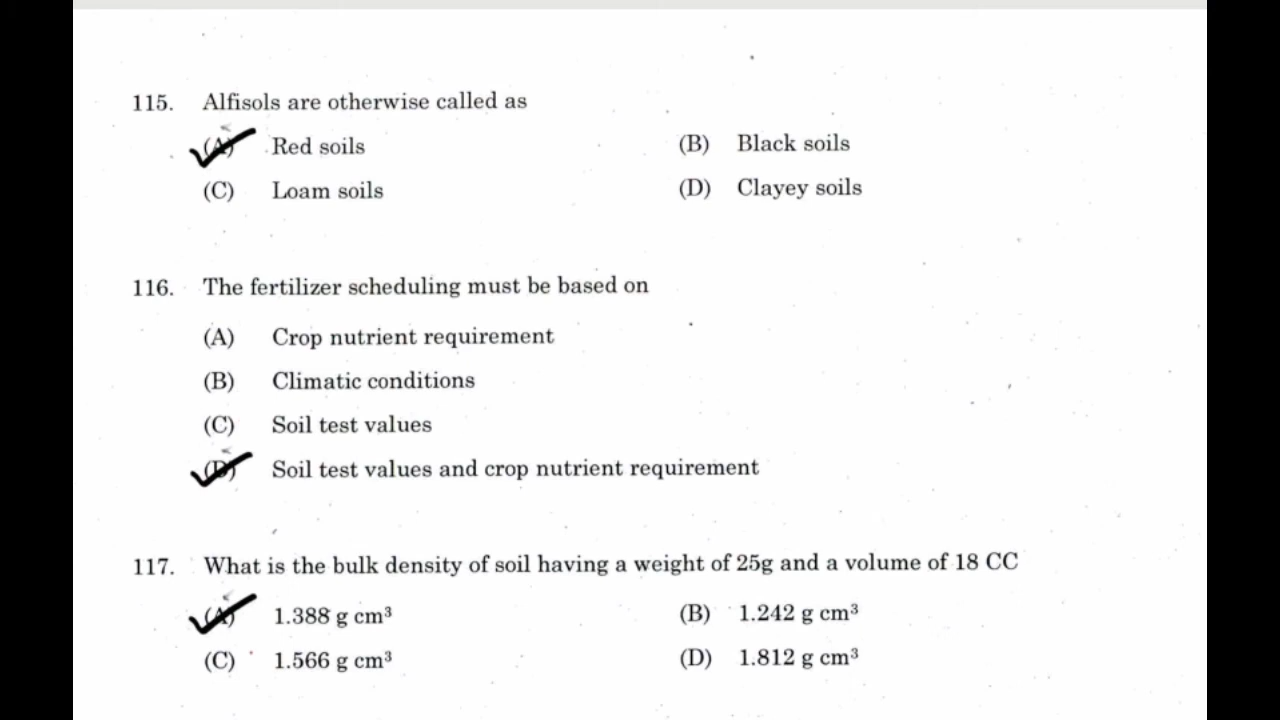 115. Alfisols are otherwise called as
(A) Red soils (B) Black soils
(C) Loam soils (D) Clayey soils
116. The fertilizer scheduling must be based on
(A) Crop nutrient requirement
(B) Climatic conditions
(C) Soil test values
(D) Soil test values and crop nutrient requirement
117. What is the bulk density of soil having a weight of 25g and a volume of 18 CC
(A) 1.388 g cm³ (B) 1.242 g cm³
(C) 1.566 g cm³ (D) 1.812 g cm³